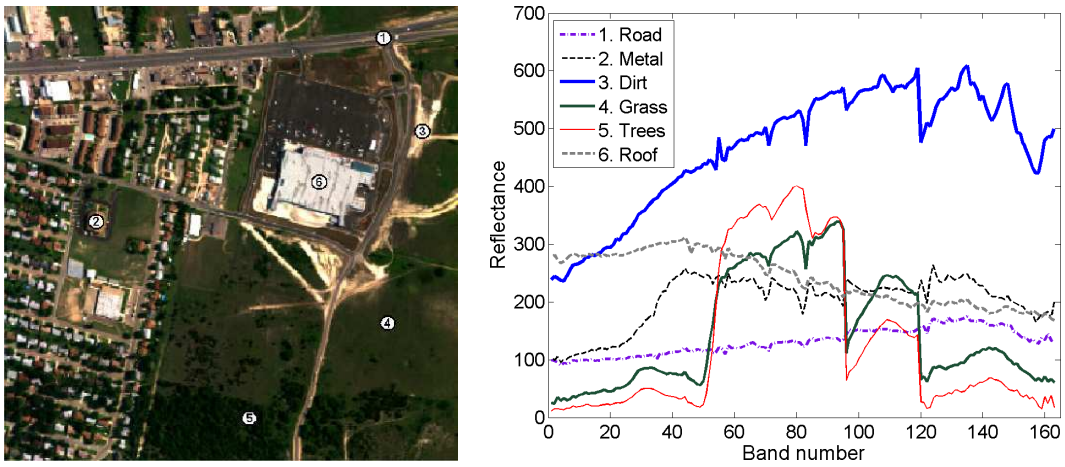 1
3
6
2
4
5
700
600
500
400
300
200
100
0
Reflectance
1. Road
2. Metal
3. Dirt
4. Grass
5. Trees
6. Roof
0 20 40 60 80 100 120 140 160
Band number